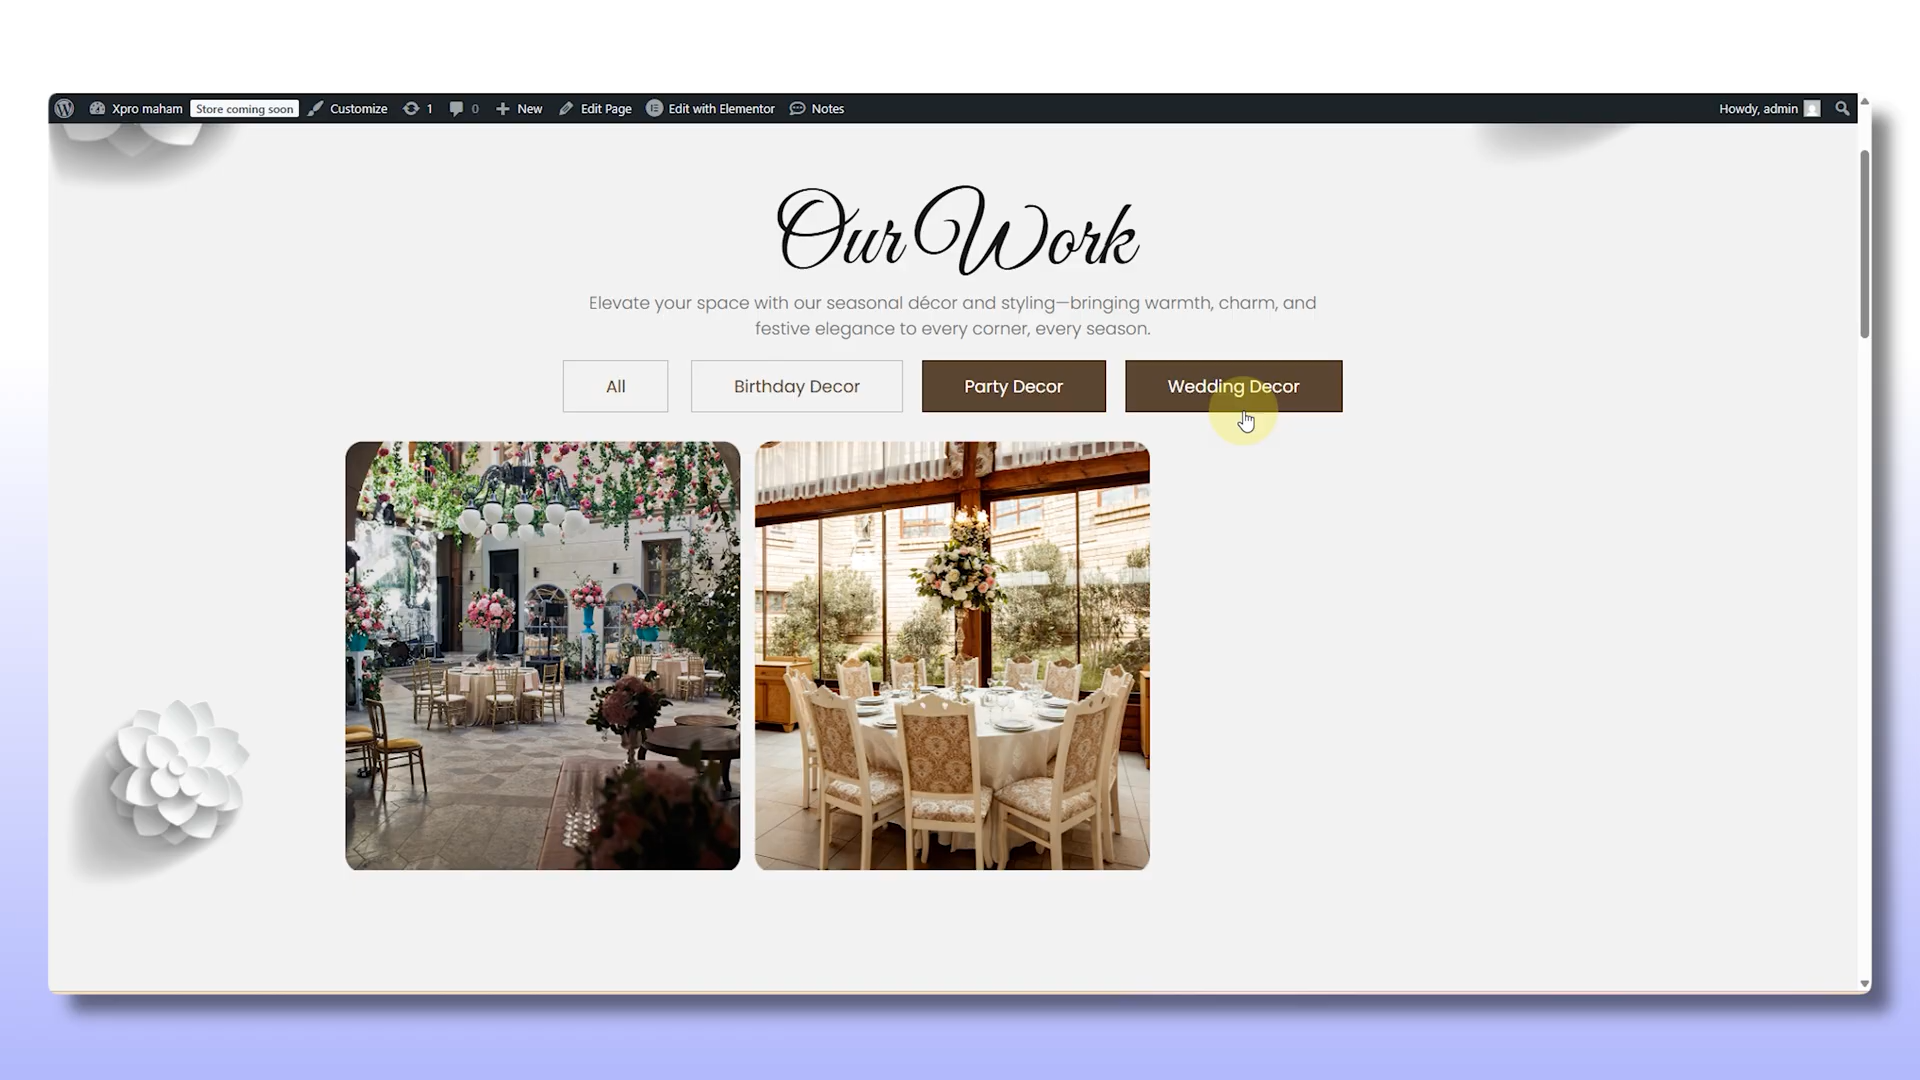 Xpro maham Store coming soon Customize 1 0 New Edit Page Edit with Elementor Notes Howdy, admin
Our Work
Elevate your space with our seasonal décor and styling—bringing warmth, charm, and
festive elegance to every corner, every season.
All Birthday Decor Party Decor Wedding Decor